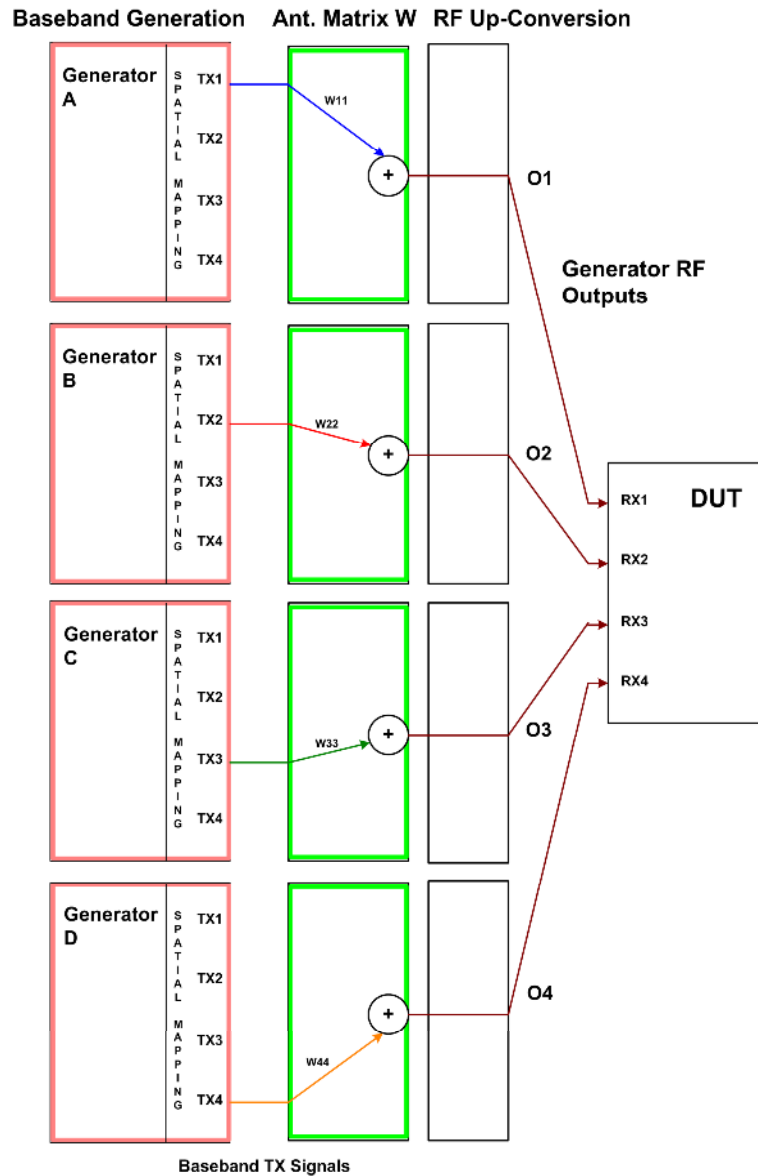 Baseband Generation Ant. Matrix W RF Up-Conversion
Generator
A
SPATIAL MAPPING
TX1
TX2
TX3
TX4
W11
+
O1
Generator RF
Outputs
Generator
B
SPATIAL MAPPING
TX1
TX2
TX3
TX4
W22
+
O2
DUT
RX1
RX2
RX3
RX4
Generator
C
SPATIAL MAPPING
TX1
TX2
TX3
TX4
W33
+
O3
Generator
D
SPATIAL MAPPING
TX1
TX2
TX3
TX4
W44
+
O4
Baseband TX Signals